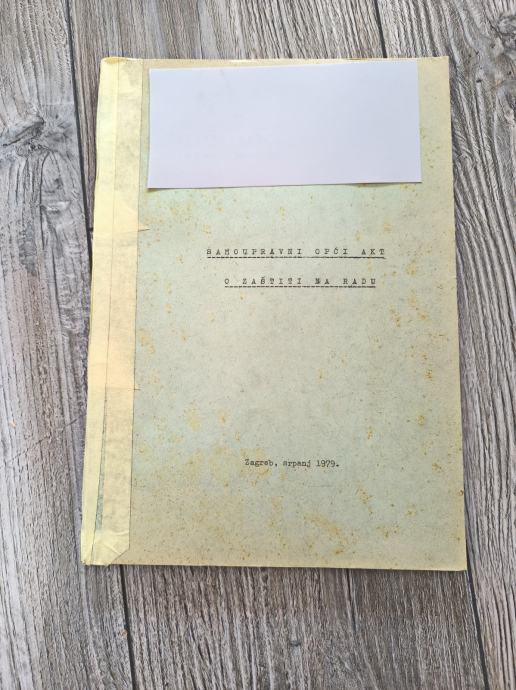 SAMOUPRAVNI OPĆI AKT
O ZAŠTITI NA RADU
Zagreb, srpanj 1979.